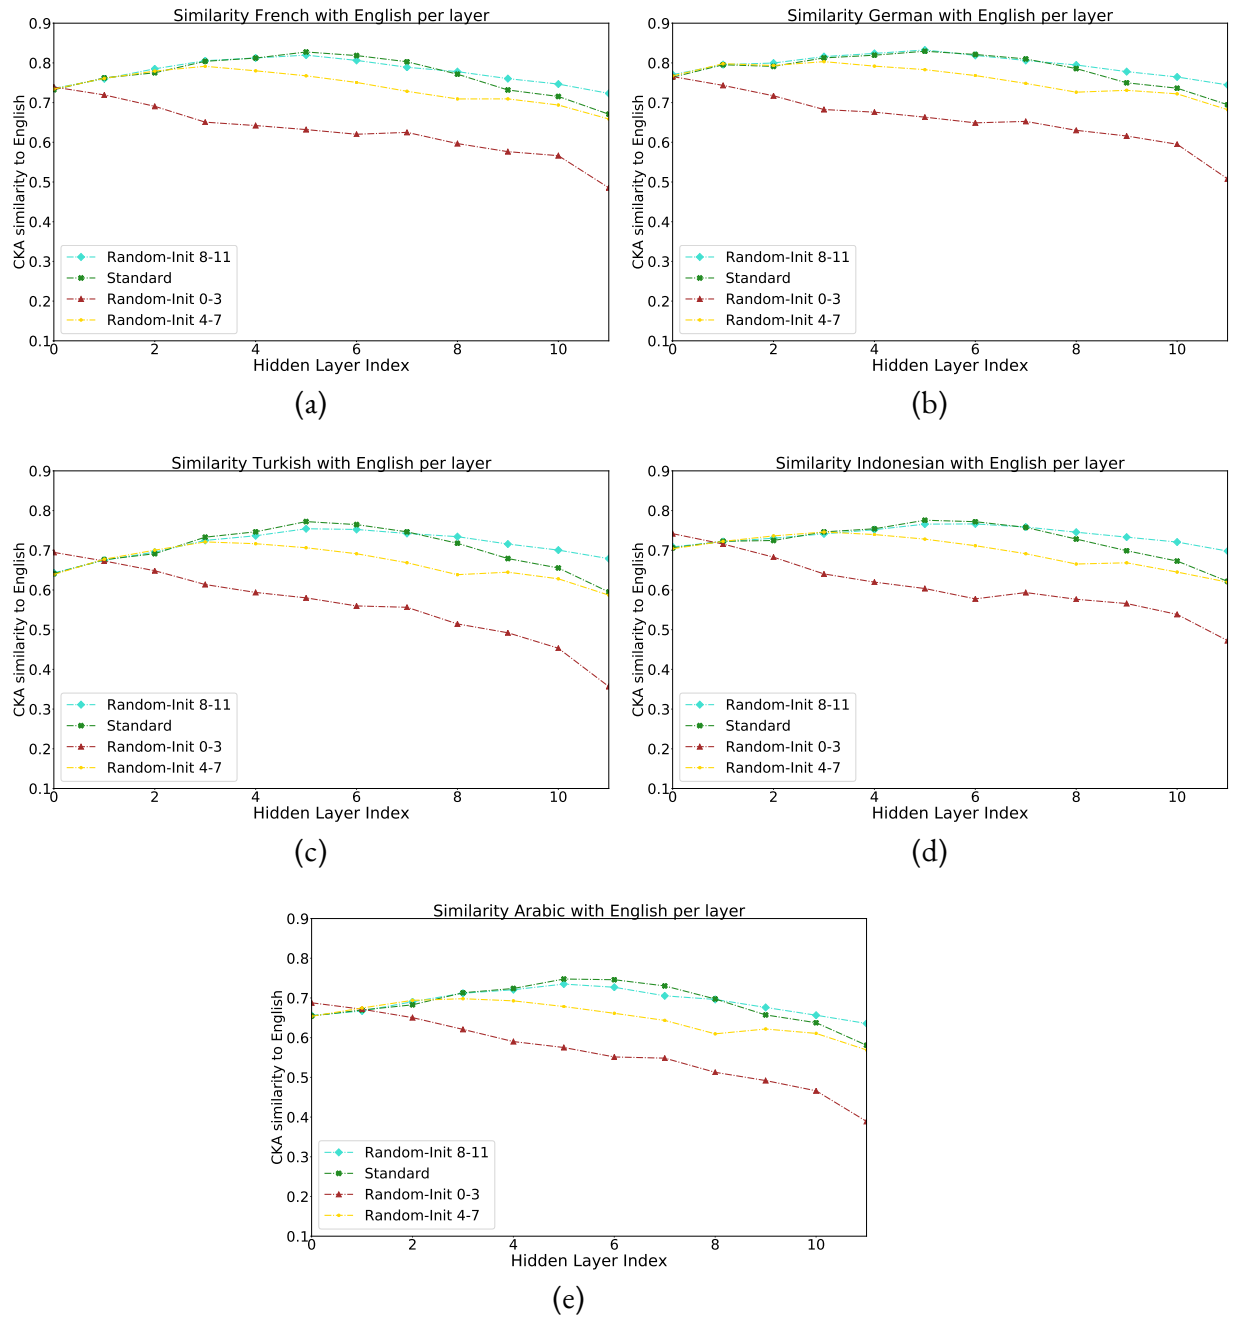 Similarity French with English per layer
CKA similarity to English
0.9
0.8
0.7
0.6
0.5
0.4
0.3
0.2
0.1
Random-Init 8-11
Standard
Random-Init 0-3
Random-Init 4-7
0 2 4 6 8 10
Hidden Layer Index
(a)
Similarity German with English per layer
CKA similarity to English
0.9
0.8
0.7
0.6
0.5
0.4
0.3
0.2
0.1
Random-Init 8-11
Standard
Random-Init 0-3
Random-Init 4-7
0 2 4 6 8 10
Hidden Layer Index
(b)
Similarity Turkish with English per layer
CKA similarity to English
0.9
0.8
0.7
0.6
0.5
0.4
0.3
0.2
0.1
Random-Init 8-11
Standard
Random-Init 0-3
Random-Init 4-7
0 2 4 6 8 10
Hidden Layer Index
(c)
Similarity Indonesian with English per layer
CKA similarity to English
0.9
0.8
0.7
0.6
0.5
0.4
0.3
0.2
0.1
Random-Init 8-11
Standard
Random-Init 0-3
Random-Init 4-7
0 2 4 6 8 10
Hidden Layer Index
(d)
Similarity Arabic with English per layer
CKA similarity to English
0.9
0.8
0.7
0.6
0.5
0.4
0.3
0.2
0.1
Random-Init 8-11
Standard
Random-Init 0-3
Random-Init 4-7
0 2 4 6 8 10
Hidden Layer Index
(e)